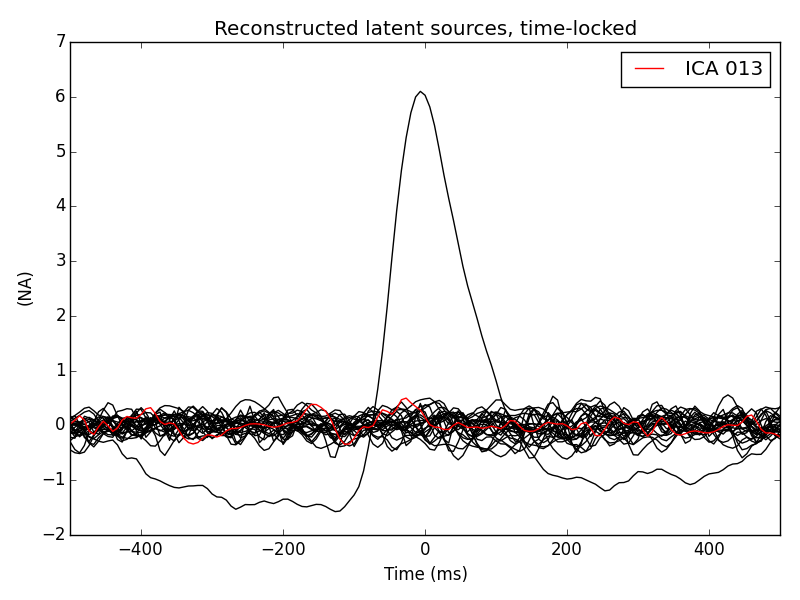 Reconstructed latent sources, time-locked
ICA 013
7
6
5
4
3
2
1
0
−1
−2
(NA)
−400 −200 0 200 400
Time (ms)